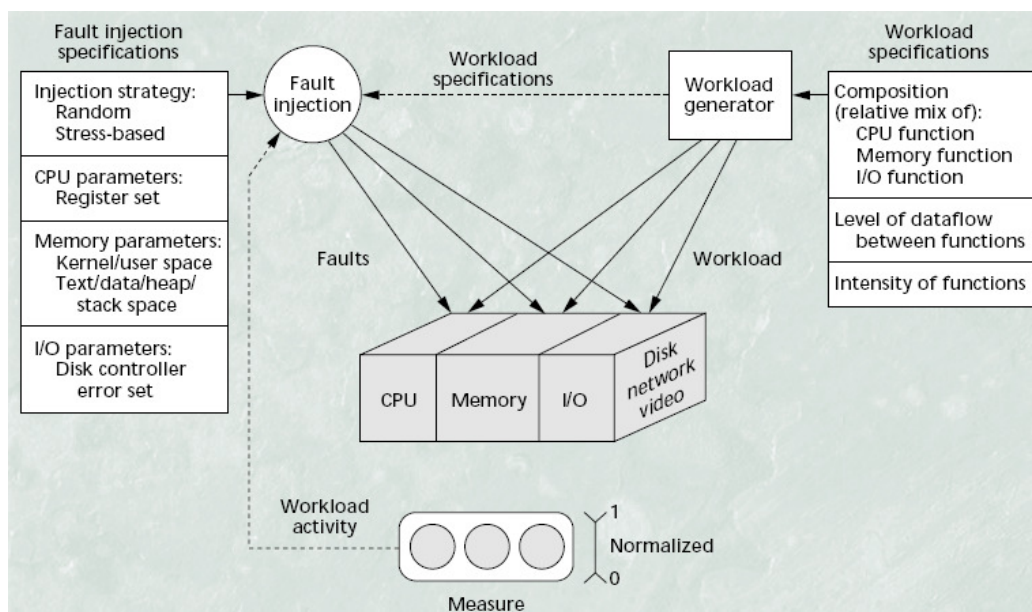 Fault injection
specifications
Injection strategy:
Random
Stress-based
CPU parameters:
Register set
Memory parameters:
Kernel/user space
Text/data/heap/
stack space
I/O parameters:
Disk controller
error set
Fault
injection
Workload
specifications
Workload
generator
Workload
specifications
Composition
(relative mix of):
CPU function
Memory function
I/O function
Level of dataflow
between functions
Intensity of functions
Faults
Workload
CPU
Memory
I/O
Disk
network
video
Workload
activity
1
Normalized
0
Measure